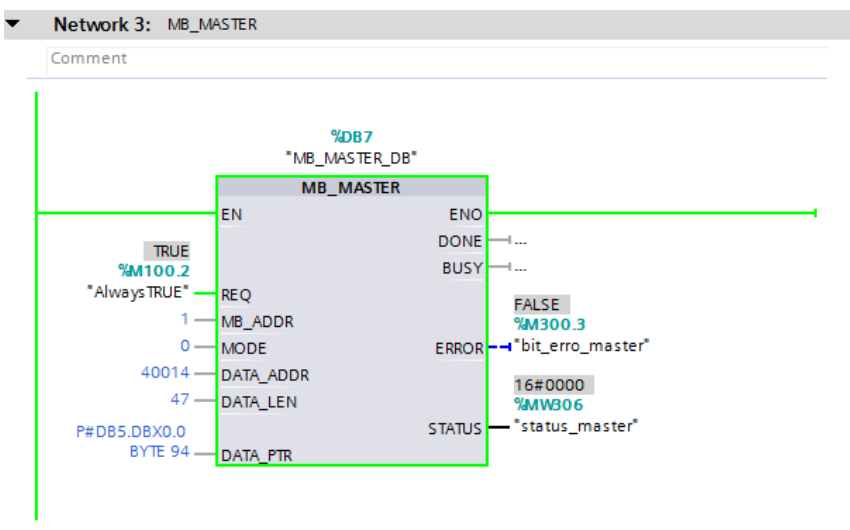 Network 3: MB_MASTER
Comment
%DB7
"MB_MASTER_DB"
MB_MASTER
EN
ENO
DONE
...
BUSY
...
TRUE
%M100.2
"AlwaysTRUE"
REQ
1
MB_ADDR
0
MODE
40014
DATA_ADDR
47
DATA_LEN
P#DB5.DBX0.0
BYTE 94
DATA_PTR
FALSE
%M300.3
ERROR
"bit_erro_master"
16#0000
%MW306
STATUS
"status_master"